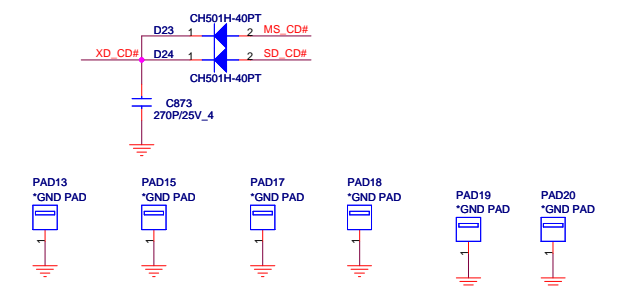 CH501H-40PT
D23 1 2 MS_CD#
XD_CD# D24 1 2 SD_CD#
CH501H-40PT
C873
270P/25V_4
PAD13 PAD15 PAD17 PAD18
*GND PAD *GND PAD *GND PAD *GND PAD
PAD19 PAD20
*GND PAD *GND PAD
1 1 1 1
1 1